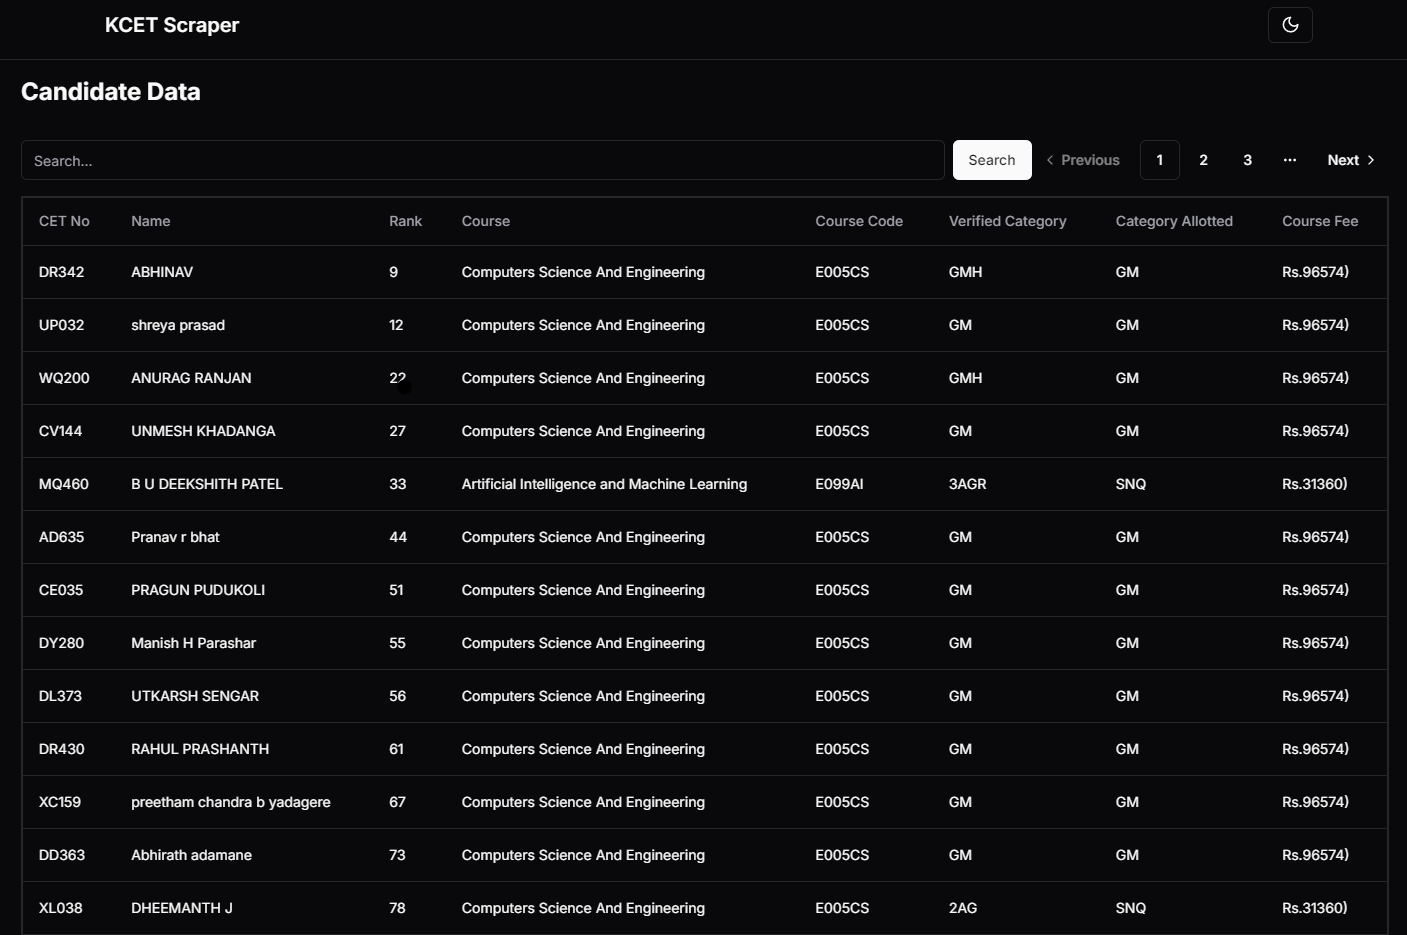 KCET Scraper
Candidate Data
Search...
Search
Previous 1 2 3 ... Next
CET No Name Rank Course Course Code Verified Category Category Allotted Course Fee
DR342 ABHINAV 9 Computers Science And Engineering E005CS GMH GM Rs.96574)
UP032 shreya prasad 12 Computers Science And Engineering E005CS GM GM Rs.96574)
WQ200 ANURAG RANJAN 22 Computers Science And Engineering E005CS GMH GM Rs.96574)
CV144 UNMESH KHADANGA 27 Computers Science And Engineering E005CS GM GM Rs.96574)
MQ460 B U DEEKSHITH PATEL 33 Artificial Intelligence and Machine Learning E099AI 3AGR SNQ Rs.31360)
AD635 Pranav r bhat 44 Computers Science And Engineering E005CS GM GM Rs.96574)
CE035 PRAGUN PUDUKOLI 51 Computers Science And Engineering E005CS GM GM Rs.96574)
DY280 Manish H Parashar 55 Computers Science And Engineering E005CS GM GM Rs.96574)
DL373 UTKARSH SENGAR 56 Computers Science And Engineering E005CS GM GM Rs.96574)
DR430 RAHUL PRASHANTH 61 Computers Science And Engineering E005CS GM GM Rs.96574)
XC159 preetham chandra b yadagere 67 Computers Science And Engineering E005CS GM GM Rs.96574)
DD363 Abhirath adamane 73 Computers Science And Engineering E005CS GM GM Rs.96574)
XL038 DHEEMANTH J 78 Computers Science And Engineering E005CS 2AG SNQ Rs.31360)